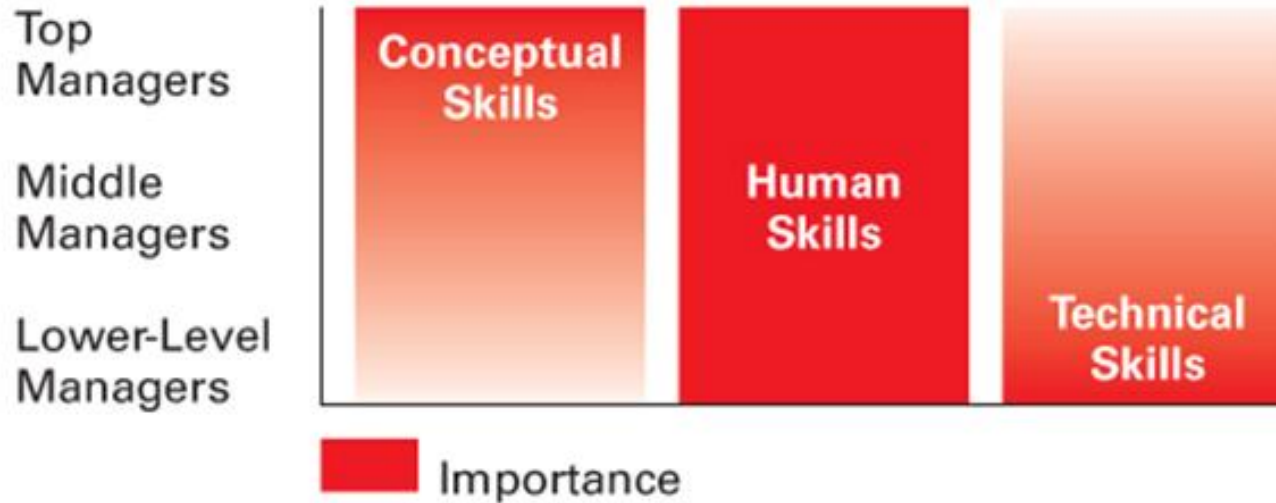 Top
Managers
Middle
Managers
Lower-Level
Managers
Conceptual
Skills
Human
Skills
Technical
Skills
Importance